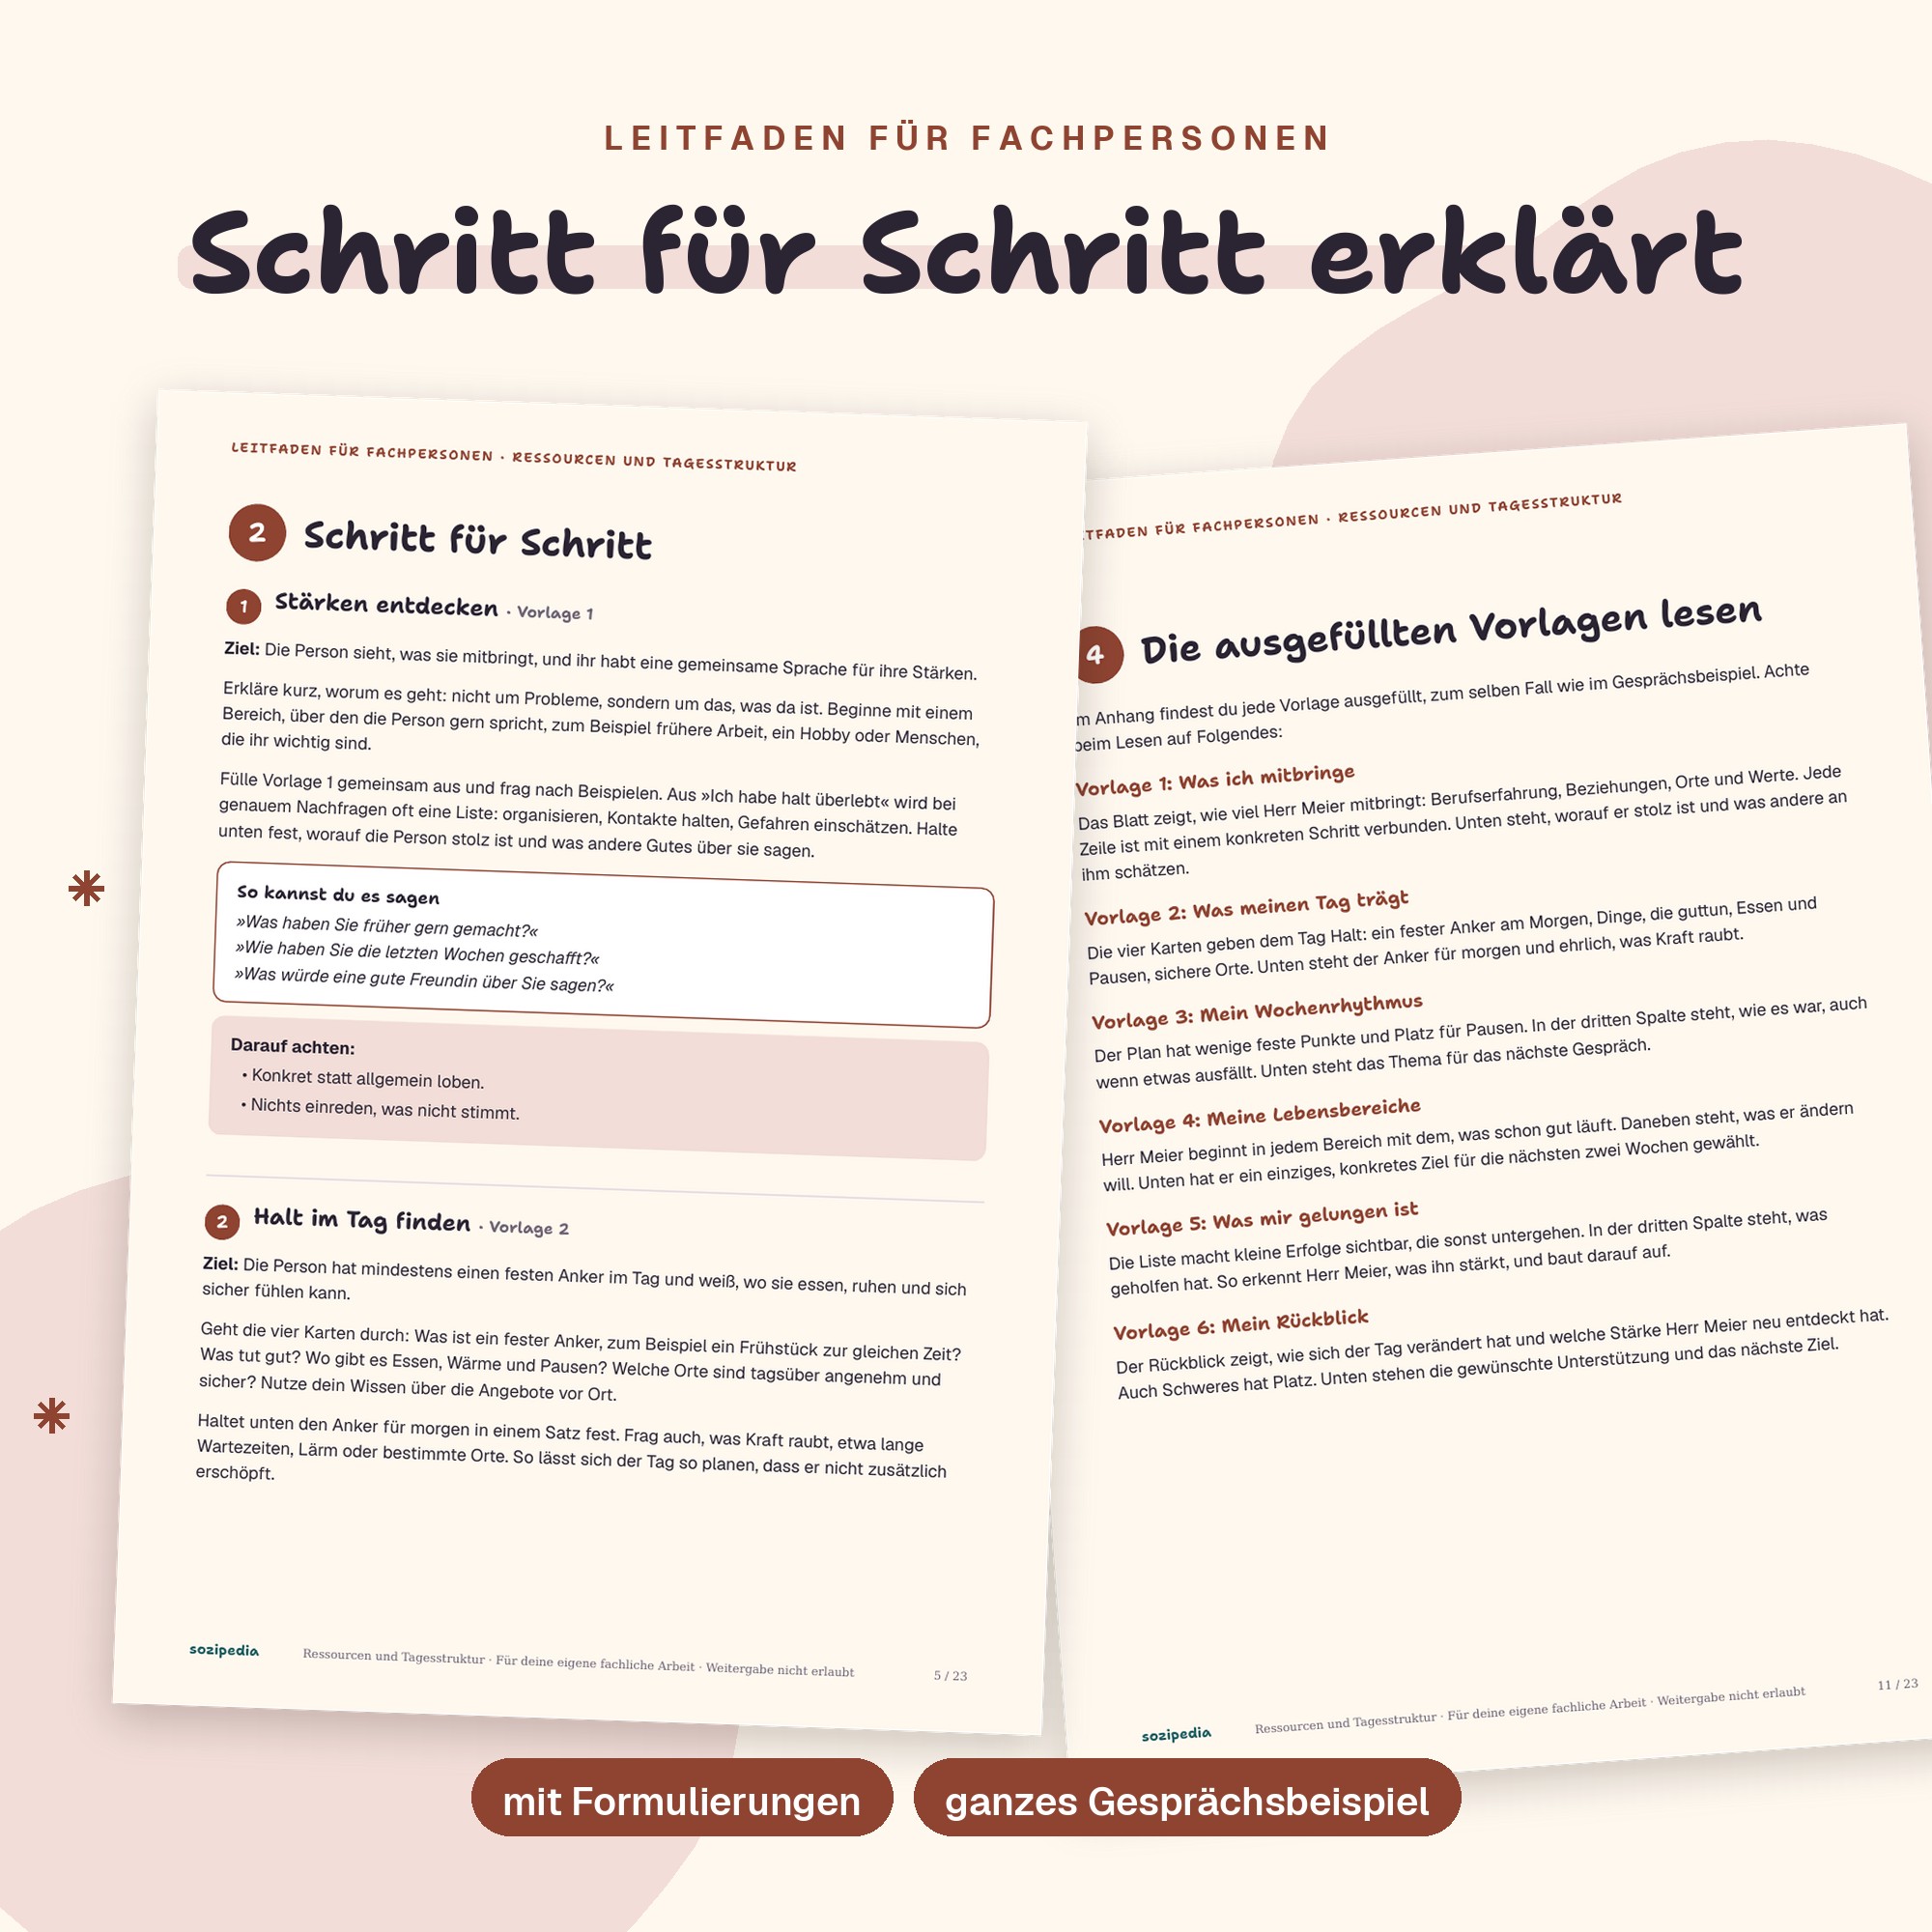 LEITFADEN FÜR FACHPERSONEN
Schritt für Schritt erklärt
LEITFADEN FÜR FACHPERSONEN · RESSOURCEN UND TAGESSTRUKTUR
2 Schritt für Schritt
1 Stärken entdecken · Vorlage 1
Ziel: Die Person sieht, was sie mitbringt, und ihr habt eine gemeinsame Sprache für ihre Stärken.
Erkläre kurz, worum es geht: nicht um Probleme, sondern um das, was da ist. Beginne mit einem
Bereich, über den die Person gern spricht, zum Beispiel frühere Arbeit, ein Hobby oder Menschen,
die ihr wichtig sind.
Fülle Vorlage 1 gemeinsam aus und frag nach Beispielen. Aus »Ich habe halt überlebt« wird bei
genauem Nachfragen oft eine Liste: organisieren, Kontakte halten, Gefahren einschätzen. Halte
unten fest, worauf die Person stolz ist und was andere Gutes über sie sagen.
So kannst du es sagen
»Was haben Sie früher gern gemacht?«
»Wie haben Sie die letzten Wochen geschafft?«
»Was würde eine gute Freundin über Sie sagen?«
Darauf achten:
• Konkret statt allgemein loben.
• Nichts einreden, was nicht stimmt.
2 Halt im Tag finden · Vorlage 2
Ziel: Die Person hat mindestens einen festen Anker im Tag und weiß, wo sie essen, ruhen und sich
sicher fühlen kann.
Geht die vier Karten durch: Was ist ein fester Anker, zum Beispiel ein Frühstück zur gleichen Zeit?
Was tut gut? Wo gibt es Essen, Wärme und Pausen? Welche Orte sind tagsüber angenehm und
sicher? Nutze dein Wissen über die Angebote vor Ort.
Haltet unten den Anker für morgen in einem Satz fest. Frag auch, was Kraft raubt, etwa lange
Wartezeiten, Lärm oder bestimmte Orte. So lässt sich der Tag so planen, dass er nicht zusätzlich
erschöpft.
sozipedia Ressourcen und Tagesstruktur · Für deine eigene fachliche Arbeit · Weitergabe nicht erlaubt 5 / 23
TFADEN FÜR FACHPERSONEN · RESSOURCEN UND TAGESSTRUKTUR
4 Die ausgefüllten Vorlagen lesen
m Anhang findest du jede Vorlage ausgefüllt, zum selben Fall wie im Gesprächsbeispiel. Achte
beim Lesen auf Folgendes:
Vorlage 1: Was ich mitbringe
Das Blatt zeigt, wie viel Herr Meier mitbringt: Berufserfahrung, Beziehungen, Orte und Werte. Jede
Zeile ist mit einem konkreten Schritt verbunden. Unten steht, worauf er stolz ist und was andere an
ihm schätzen.
Vorlage 2: Was meinen Tag trägt
Die vier Karten geben dem Tag Halt: ein fester Anker am Morgen, Dinge, die guttun, Essen und
Pausen, sichere Orte. Unten steht der Anker für morgen und ehrlich, was Kraft raubt.
Vorlage 3: Mein Wochenrhythmus
Der Plan hat wenige feste Punkte und Platz für Pausen. In der dritten Spalte steht, wie es war, auch
wenn etwas ausfällt. Unten steht das Thema für das nächste Gespräch.
Vorlage 4: Meine Lebensbereiche
Herr Meier beginnt in jedem Bereich mit dem, was schon gut läuft. Daneben steht, was er ändern
will. Unten hat er ein einziges, konkretes Ziel für die nächsten zwei Wochen gewählt.
Vorlage 5: Was mir gelungen ist
Die Liste macht kleine Erfolge sichtbar, die sonst untergehen. In der dritten Spalte steht, was
geholfen hat. So erkennt Herr Meier, was ihn stärkt, und baut darauf auf.
Vorlage 6: Mein Rückblick
Der Rückblick zeigt, wie sich der Tag verändert hat und welche Stärke Herr Meier neu entdeckt hat.
Auch Schweres hat Platz. Unten stehen die gewünschte Unterstützung und das nächste Ziel.
sozipedia Ressourcen und Tagesstruktur · Für deine eigene fachliche Arbeit · Weitergabe nicht erlaubt 11 / 23
mit Formulierungen
ganzes Gesprächsbeispiel